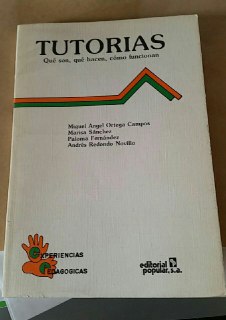 TUTORIAS
Qué son, qué hacen, cómo funcionan
Miguel Angel Ortega Campos
Marisa Sánchez
Paloma Fernández
Andrés Redondo Novillo
EXPERIENCIAS
PEDAGOGICAS
editorial
popular, s.a.